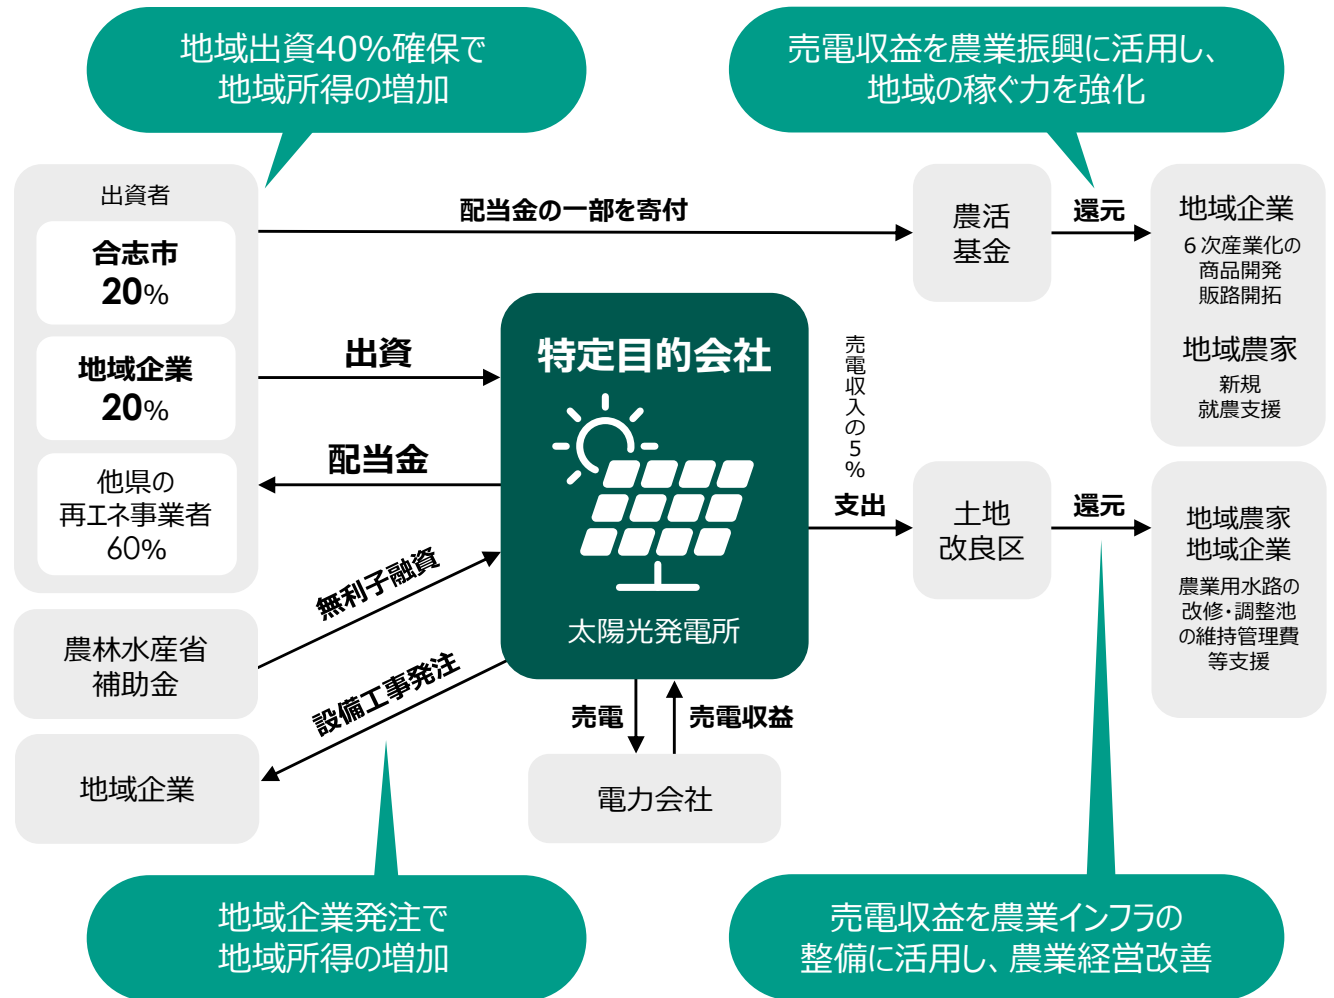 地域出資40%確保で
地域所得の増加
売電収益を農業振興に活用し、
地域の稼ぐ力を強化
出資者
合志市
20%
地域企業
20%
他県の
再エネ事業者
60%
配当金の一部を寄付
農活
基金
還元
地域企業
６次産業化の
商品開発
販路開拓
地域農家
新規
就農支援
出資
配当金
特定目的会社
太陽光発電所
売電収入の5%
支出
土地
改良区
還元
地域農家
地域企業
農業用水路の
改修・調整池
の維持管理費
等支援
農林水産省
補助金
無利子融資
設備工事発注
地域企業
売電
売電収益
電力会社
地域企業発注で
地域所得の増加
売電収益を農業インフラの
整備に活用し、農業経営改善